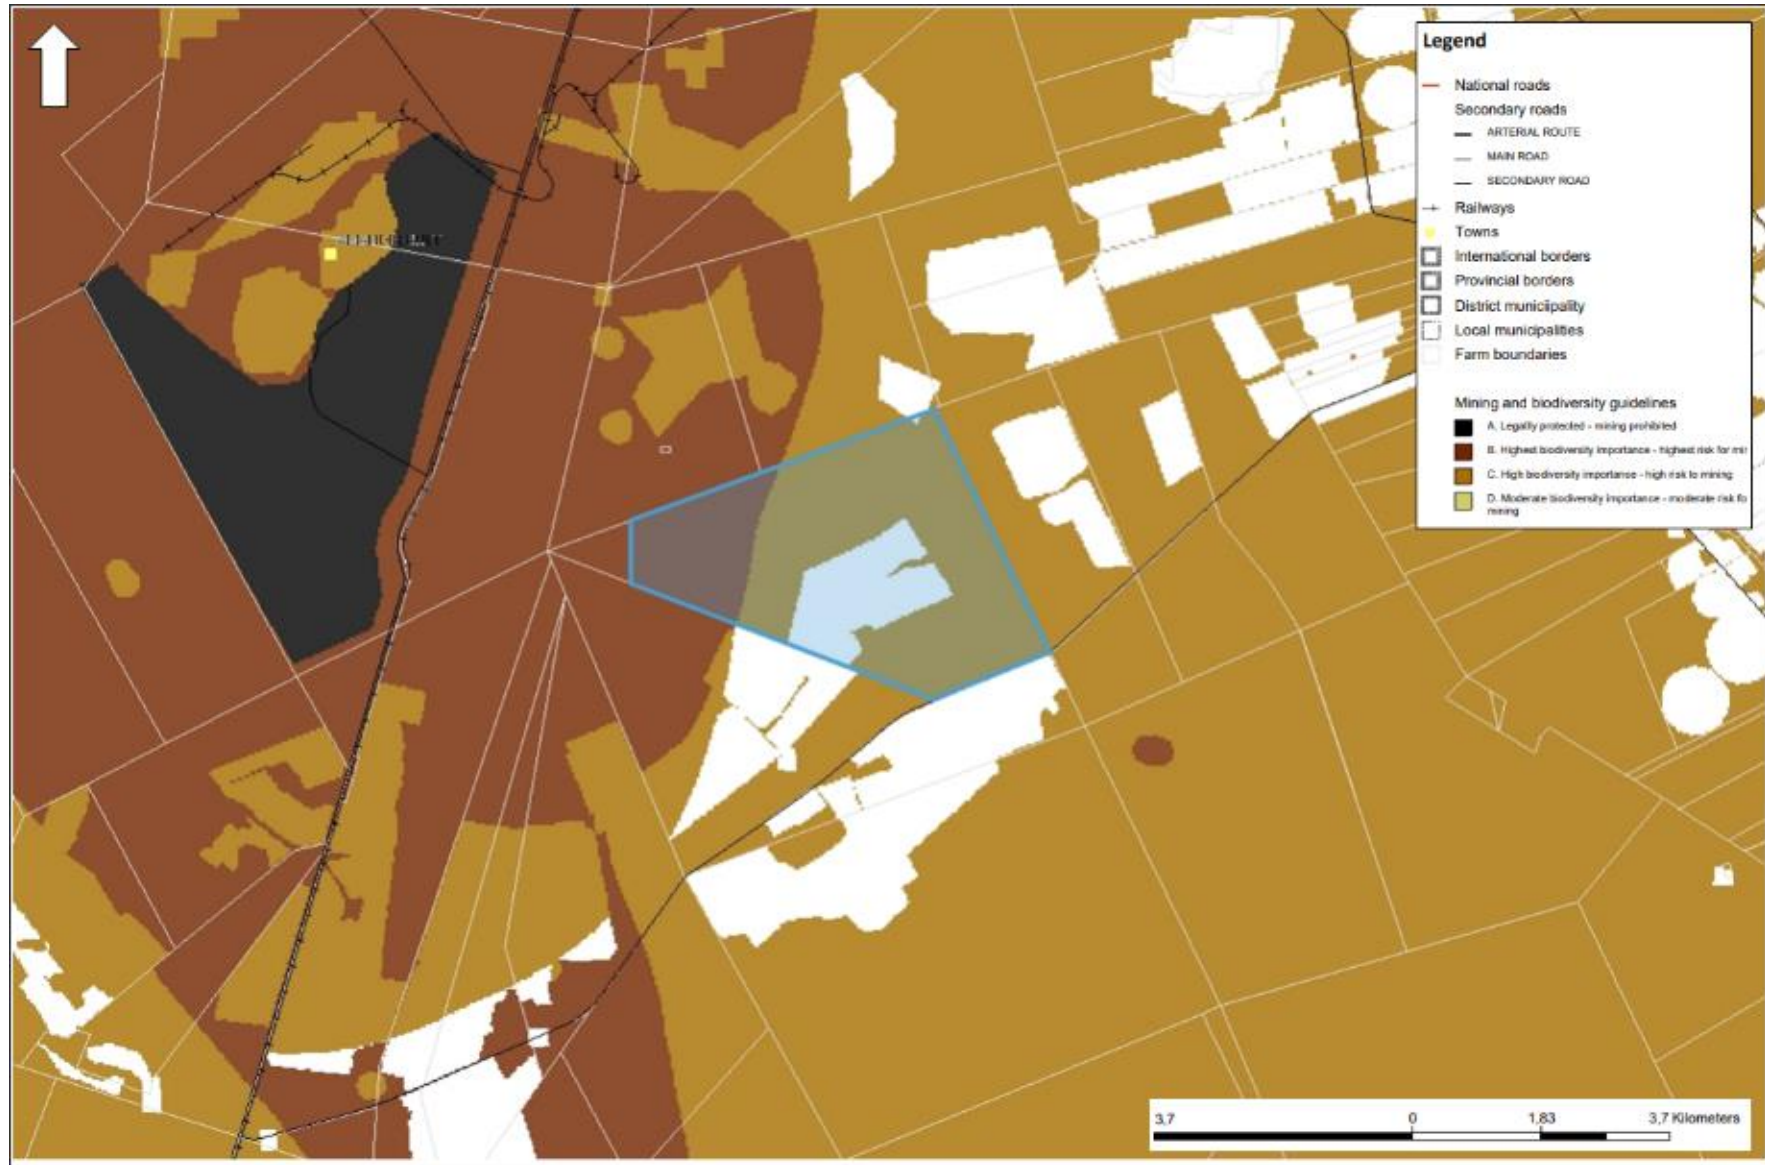 Legend
National roads
Secondary roads
ARTERIAL ROUTE
MAIN ROAD
SECONDARY ROAD
Railways
Towns
International borders
Provincial borders
District municiipality
Local municipalities
Farm boundaries
Mining and biodiversity guidelines
A. Legally protected - mining prohibited
B. Highest biodiversity importance - highest risk for mi
C. High biodiversity importance - high risk to mining
D. Moderate biodiversity importance - moderate risk fo
mining
3,7 0 1,83 3,7 Kilometers